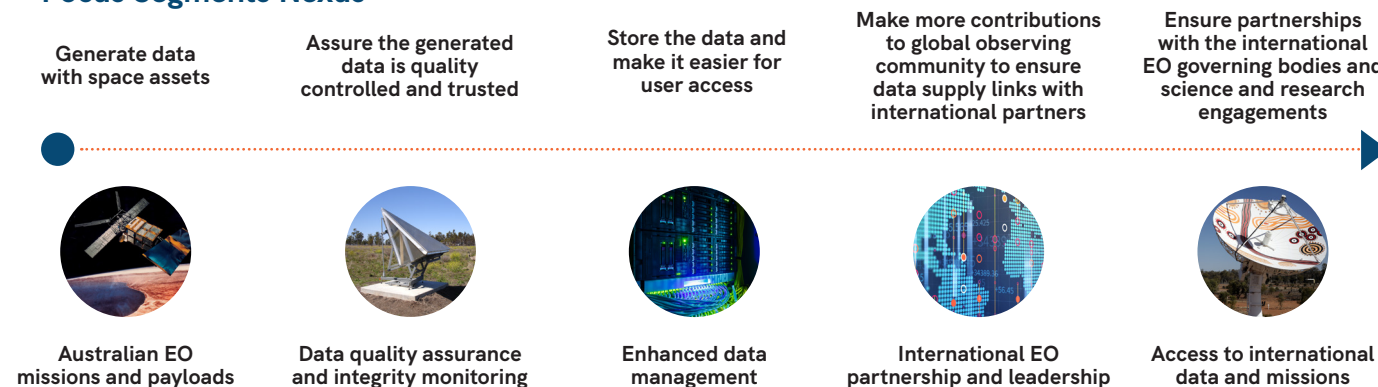 Focus Segments Nexus
Generate data
with space assets
Assure the generated
data is quality
controlled and trusted
Store the data and
make it easier for
user access
Make more contributions
to global observing
community to ensure
data supply links with
international partners
Ensure partnerships
with the international
EO governing bodies and
science and research
engagements
Australian EO
missions and payloads
Data quality assurance
and integrity monitoring
Enhanced data
management
International EO
partnership and leadership
Access to international
data and missions